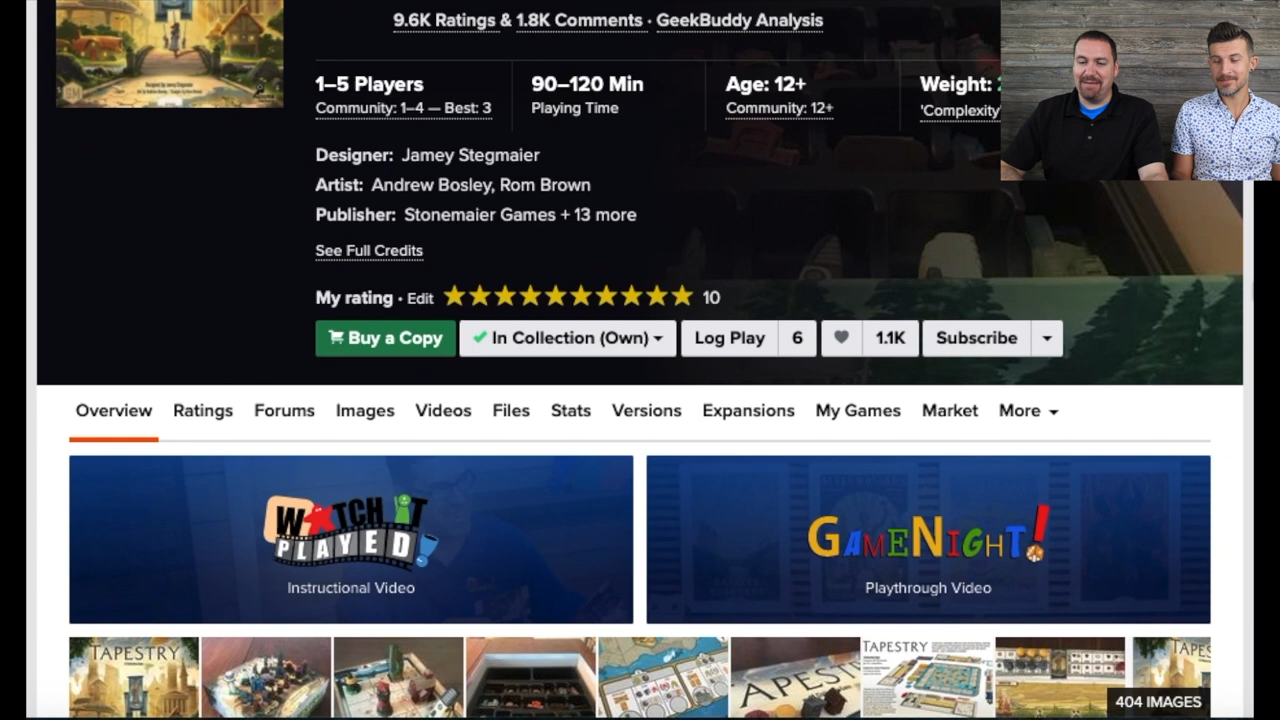 9.6K Ratings & 1.8K Comments · GeekBuddy Analysis
1–5 Players
Community: 1–4 — Best: 3
90–120 Min
Playing Time
Age: 12+
Community: 12+
Weight:
'Complexity'
Designer: Jamey Stegmaier
Artist: Andrew Bosley, Rom Brown
Publisher: Stonemaier Games + 13 more
See Full Credits
My rating · Edit 10
Buy a Copy
In Collection (Own)
Log Play 6
1.1K
Subscribe
Overview Ratings Forums Images Videos Files Stats Versions Expansions My Games Market More
WATCH IT
PLAYED
Instructional Video
GAMENIGHT!
Playthrough Video
TAPESTRY
TAPESTRY
404 IMAGES